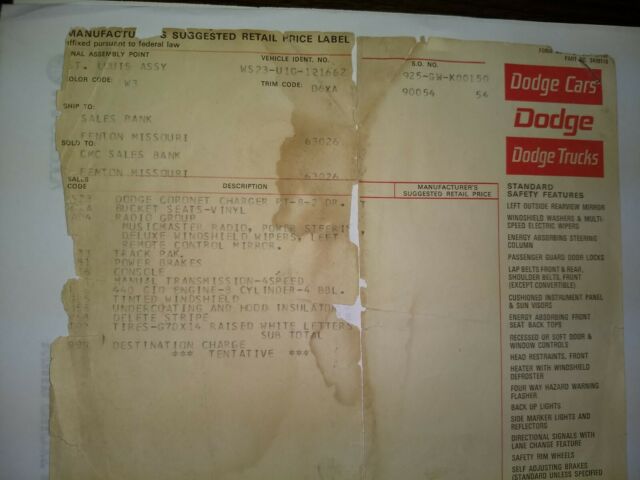 MANUFACTURER'S SUGGESTED RETAIL PRICE LABEL
affixed pursuant to federal law
NAL ASSEMBLY POINT
VEHICLE IDENT. NO.
S.O. NO.
ST. LOUIS ASSY
WS23-U1G-121662
925-GW-K00150
COLOR CODE:
W3
TRIM CODE:
D6XA
90054 56
SHIP TO:
SALES BANK
FENTON MISSOURI 63026
SOLD TO:
CMC SALES BANK
FENTON MISSOURI 63026
SALES CODE
DESCRIPTION
MANUFACTURER'S
SUGGESTED RETAIL PRICE
DODGE CORONET CHARGER RT-8-2 DR.
BUCKET SEATS-VINYL
RADIO GROUP
MUSICMASTER RADIO, POWER STEERIN
DELUXE WINDSHIELD WIPERS, LEFT
REMOTE CONTROL MIRROR.
TRACK PAK
POWER BRAKES
CONSOLE
MANUAL TRANSMISSION-4SPEED
440 CID ENGINE-8 CYLINDER-4 BBL.
TINTED WINDSHIELD
UNDERCOATING AND HOOD INSULATOR
DELETE STRIPE
TIRES-G70X14 RAISED WHITE LETTERS
SUB TOTAL
DESTINATION CHARGE
*** TENTATIVE ***
Dodge Cars
Dodge
Dodge Trucks
STANDARD
SAFETY FEATURES
LEFT OUTSIDE REARVIEW MIRROR
WINDSHIELD WASHERS & MULTI-
SPEED ELECTRIC WIPERS
ENERGY ABSORBING STEERING
COLUMN
PASSENGER GUARD DOOR LOCKS
LAP BELTS FRONT & REAR,
SHOULDER BELTS, FRONT
(EXCEPT CONVERTIBLE)
CUSHIONED INSTRUMENT PANEL
& SUN VISORS
ENERGY ABSORBING FRONT
SEAT BACK TOPS
RECESSED OR SOFT DOOR &
WINDOW CONTROLS
HEAD RESTRAINTS, FRONT
HEATER WITH WINDSHIELD
DEFROSTER
FOUR WAY HAZARD WARNING
FLASHER
BACK UP LIGHTS
SIDE MARKER LIGHTS AND
REFLECTORS
DIRECTIONAL SIGNALS WITH
LANE CHANGE FEATURE
SAFETY RIM WHEELS
SELF ADJUSTING BRAKES
(STANDARD UNLESS SPECIFIED